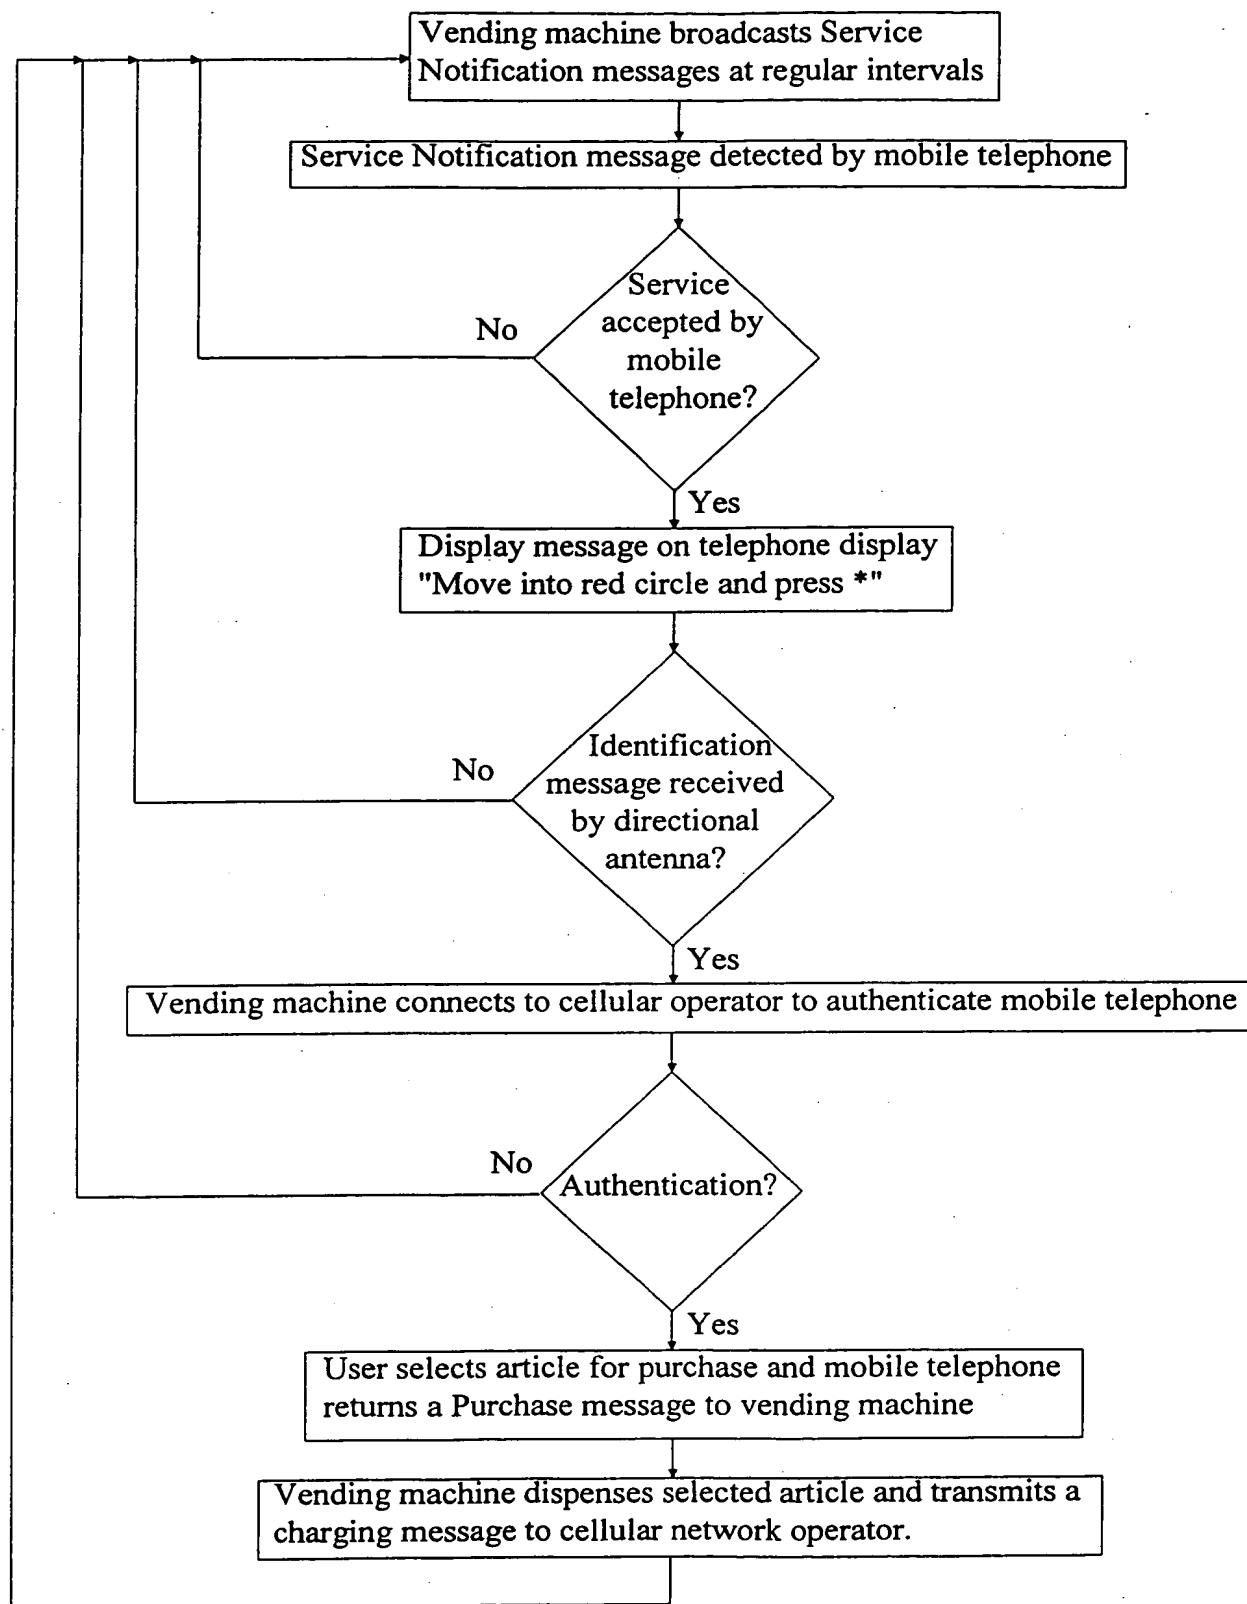 Vending machine broadcasts Service
Notification messages at regular intervals
Service Notification message detected by mobile telephone
Service
accepted by
mobile
telephone?
No
Yes
Display message on telephone display
"Move into red circle and press *"
Identification
message received
by directional
antenna?
No
Yes
Vending machine connects to cellular operator to authenticate mobile telephone
Authentication?
No
Yes
User selects article for purchase and mobile telephone
returns a Purchase message to vending machine
Vending machine dispenses selected article and transmits a
charging message to cellular network operator.